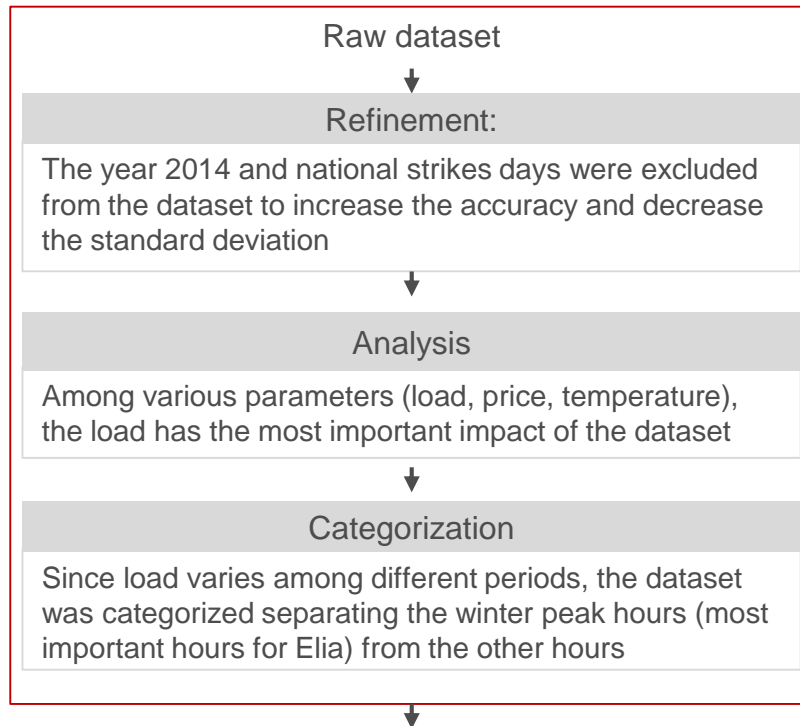 Raw dataset
Refinement:
The year 2014 and national strikes days were excluded
from the dataset to increase the accuracy and decrease
the standard deviation
Analysis
Among various parameters (load, price, temperature),
the load has the most important impact of the dataset
Categorization
Since load varies among different periods, the dataset
was categorized separating the winter peak hours (most
important hours for Elia) from the other hours